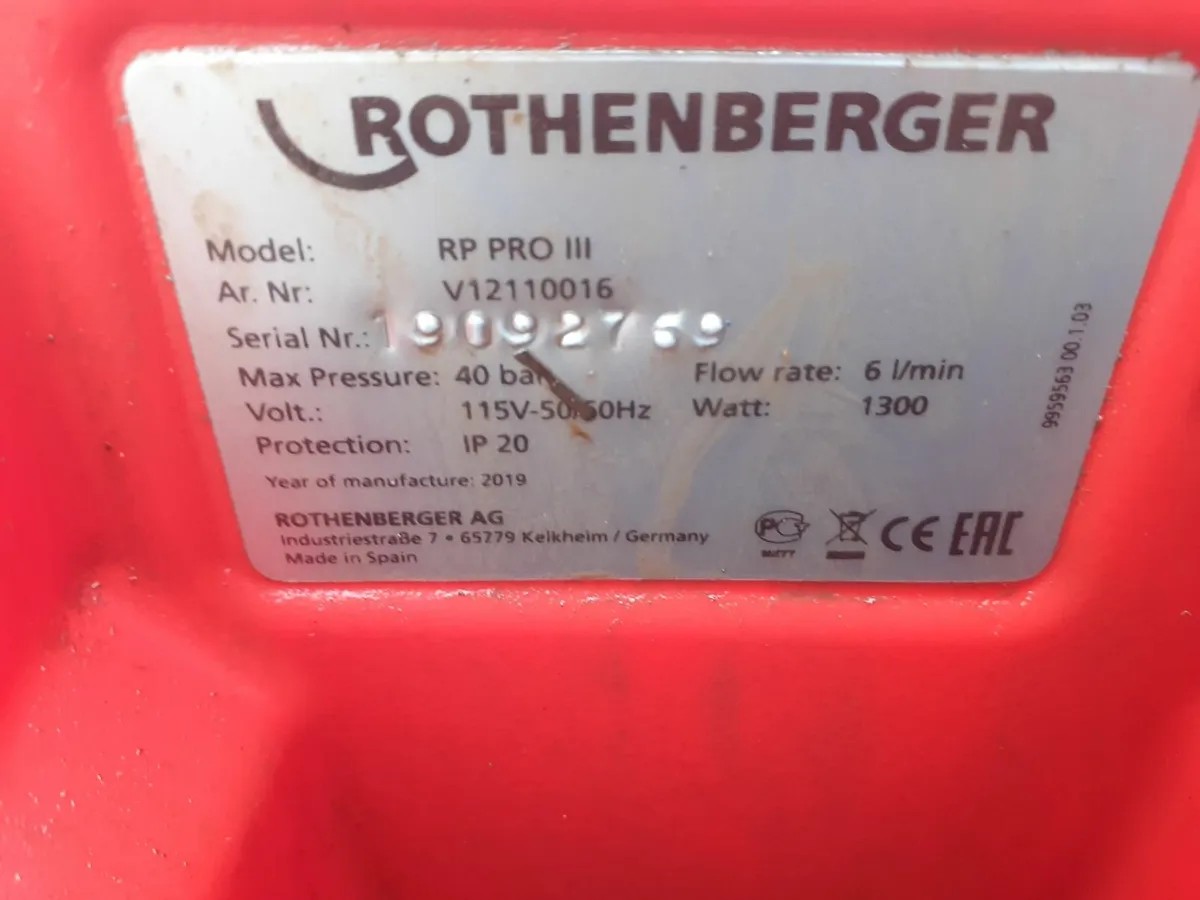 ROTHENBERGER
Model: RP PRO III
Ar. Nr: V12110016
Serial Nr.: 19092769
Max Pressure: 40 bar Flow rate: 6 l/min
Volt.: 115V-50/60Hz Watt: 1300
Protection: IP 20
Year of manufacture: 2019
ROTHENBERGER AG
Industriestraße 7 • 65779 Kelkheim / Germany
Made in Spain
CE EAC
9959563 00.1.03